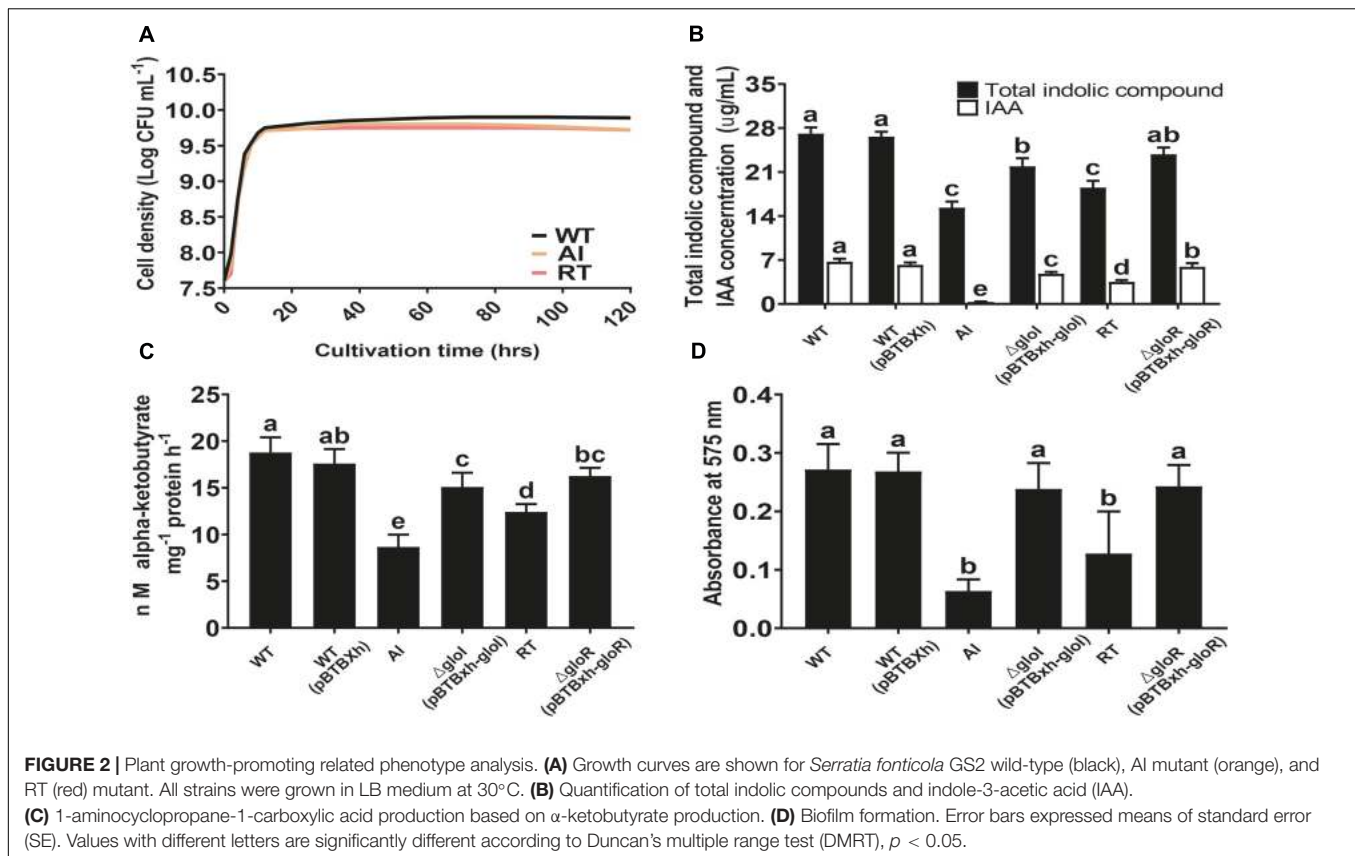 A
Cell density (Log CFU mL⁻¹)
10.5
10.0
9.5
9.0
8.5
8.0
7.5
WT
AI
RT
0
20
40
60
80
100
120
Cultivation time (hrs)
B
Total indolic compound and
IAA concerntration (ug/mL)
35
28
21
14
7
0
Total indolic compound
IAA
a
a
a
a
c
e
b
c
c
d
ab
b
WT
WT
(pBTBXh)
AI
△gloI
(pBTBxh-gloI)
RT
△gloR
(pBTBxh-gloR)
C
n M alpha-ketobutyrate
mg⁻¹ protein h⁻¹
25
20
15
10
5
0
a
ab
e
c
d
bc
WT
WT
(pBTBXh)
AI
△gloI
(pBTBxh-gloI)
RT
△gloR
(pBTBxh-gloR)
D
Absorbance at 575 nm
0.4
0.3
0.2
0.1
0.0
a
a
b
a
b
a
WT
WT
(pBTBXh)
AI
△gloI
(pBTBxh-gloI)
RT
△gloR
(pBTBxh-gloR)
FIGURE 2 | Plant growth-promoting related phenotype analysis. (A) Growth curves are shown for Serratia fonticola GS2 wild-type (black), AI mutant (orange), and
RT (red) mutant. All strains were grown in LB medium at 30°C. (B) Quantification of total indolic compounds and indole-3-acetic acid (IAA).
(C) 1-aminocyclopropane-1-carboxylic acid production based on α-ketobutyrate production. (D) Biofilm formation. Error bars expressed means of standard error
(SE). Values with different letters are significantly different according to Duncan's multiple range test (DMRT), p < 0.05.